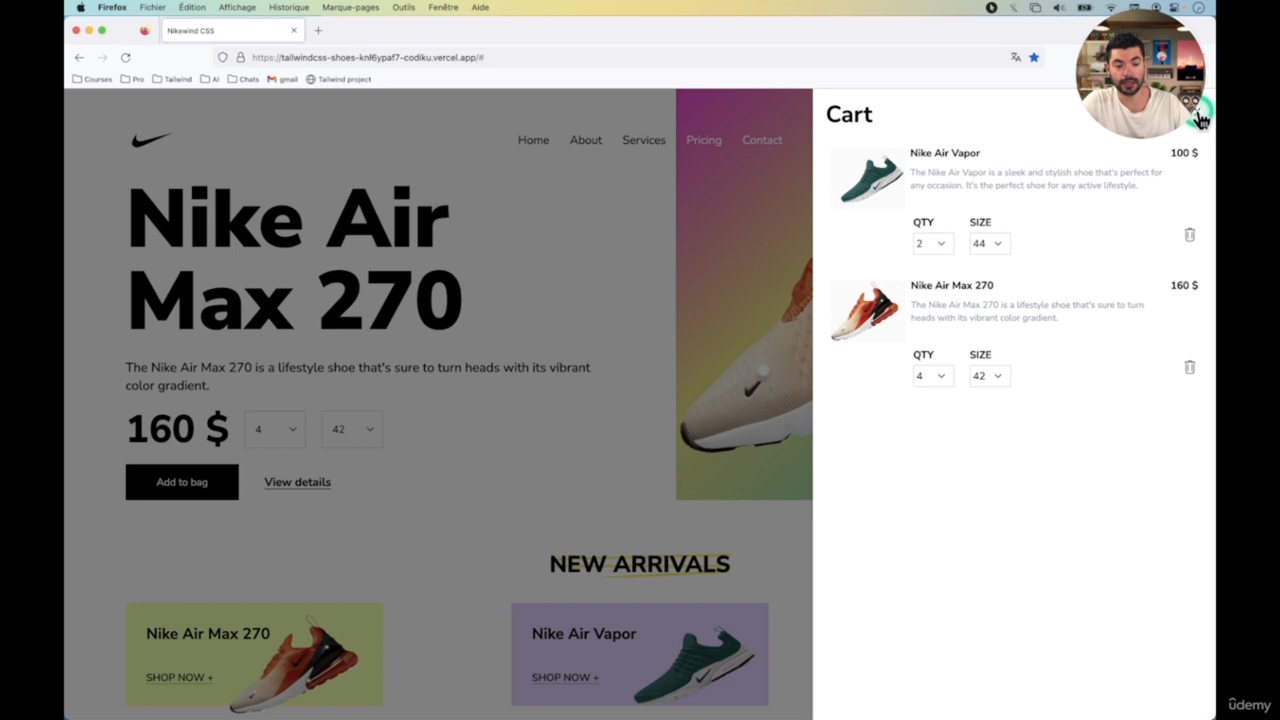 Firefox Fichier Édition Affichage Historique Marque-pages Outils Fenêtre Aide
Nikewind CSS
https://tailwindcss-shoes-knl6ypaf7-codiku.vercel.app/#
Courses Pro Tailwind AI Chats gmail Tailwind project
Home About Services Pricing Contact
Nike Air
Max 270
The Nike Air Max 270 is a lifestyle shoe that's sure to turn heads with its vibrant
color gradient.
160 $ 4 42
Add to bag View details
NEW ARRIVALS
Nike Air Max 270
SHOP NOW +
Nike Air Vapor
SHOP NOW +
Cart
Nike Air Vapor 100 $
The Nike Air Vapor is a sleek and stylish shoe that's perfect for
any occasion. It's the perfect shoe for any active lifestyle.
QTY SIZE
2 44
Nike Air Max 270 160 $
The Nike Air Max 270 is a lifestyle shoe that's sure to turn
heads with its vibrant color gradient.
QTY SIZE
4 42
ûdemy